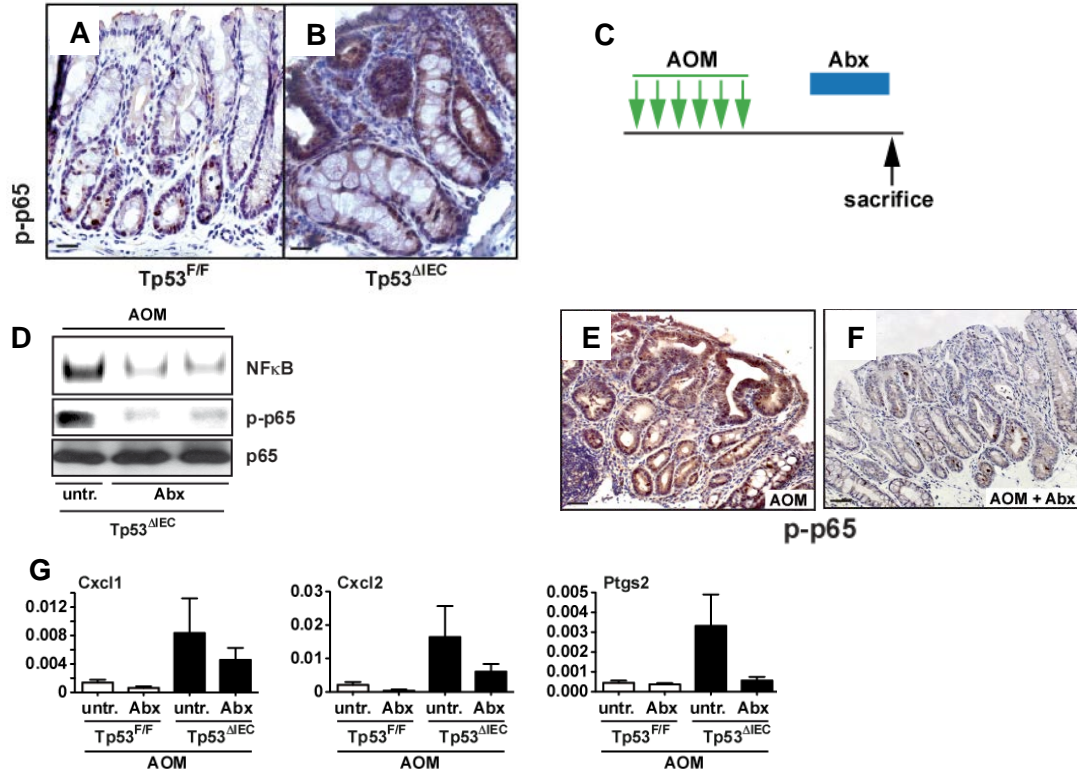 A
B
p-p65
Tp53F/F
Tp53ΔIEC
C
AOM
Abx
sacrifice
D
AOM
NFκB
p-p65
p65
untr. Abx
Tp53ΔIEC
E
AOM
F
AOM + Abx
p-p65
G
Cxcl1
0.012
0.008
0.004
0
untr. Abx untr. Abx
Tp53F/F Tp53ΔIEC
AOM
Cxcl2
0.03
0.02
0.01
0
untr. Abx untr. Abx
Tp53F/F Tp53ΔIEC
AOM
Ptgs2
0.005
0.004
0.003
0.002
0.001
0.000
untr. Abx untr. Abx
Tp53F/F Tp53ΔIEC
AOM